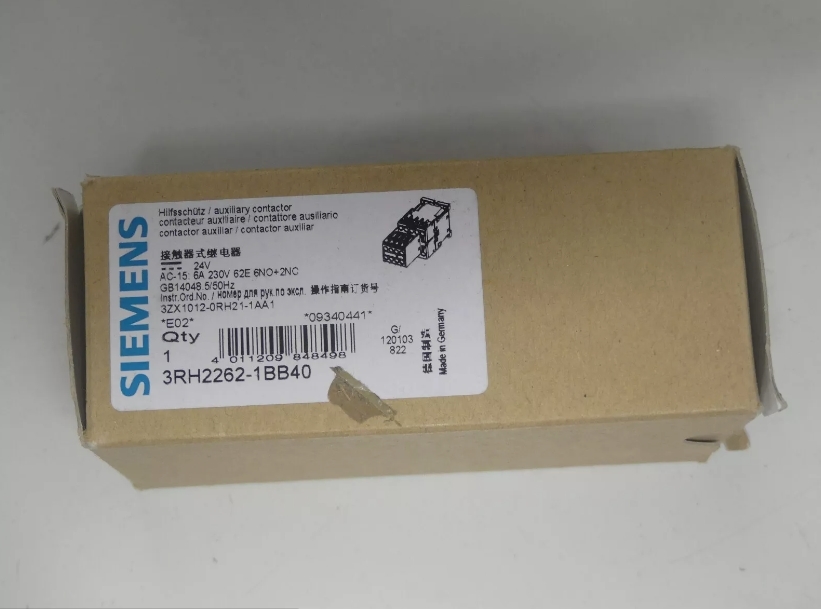 SIEMENS
Hilfsschütz / auxiliary contactor
contacteur auxiliaire / contattore ausiliario
contactor auxiliar / contactor auxiliar
接触器式继电器
24V
AC-15: 6A 230V 62E 6NO+2NC
GB14048.5/50Hz
Instr.Ord.No. / номер для рук.по эксл. 操作指南订货号
3ZX1012-0RH21-1AA1
*E02*
*09340441*
Qty
1
4 011209 848498
3RH2262-1BB40
G/
120103
822
德国制造
Made in Germany